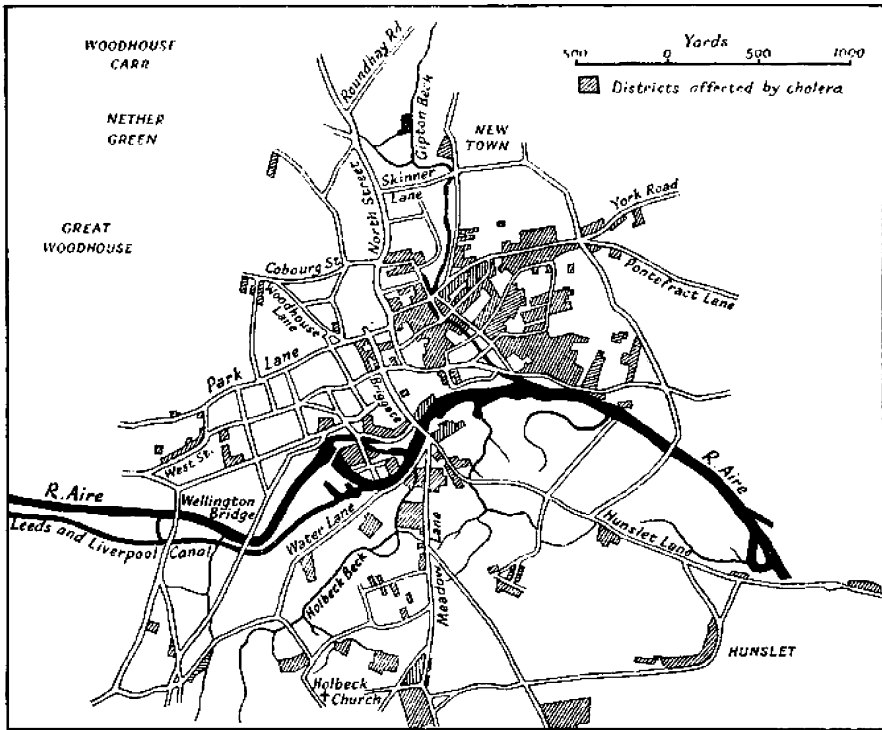 WOODHOUSE
CARR
NETHER
GREEN
GREAT
WOODHOUSE
Roundhay Rd
Gipton Beck
NEW
TOWN
Yards
500 0 500 1000
Districts affected by cholera
Skinner
Lane
North Street
York Road
Pontefract Lane
Cobourg St.
Woodhouse
Lane
Park Lane
Briggate
West St.
R. Aire
Wellington
Bridge
Leeds and Liverpool Canal
Water Lane
Holbeck Beck
Meadow Lane
Hunslet Lane
R. Aire
HUNSLET
Holbeck
Church